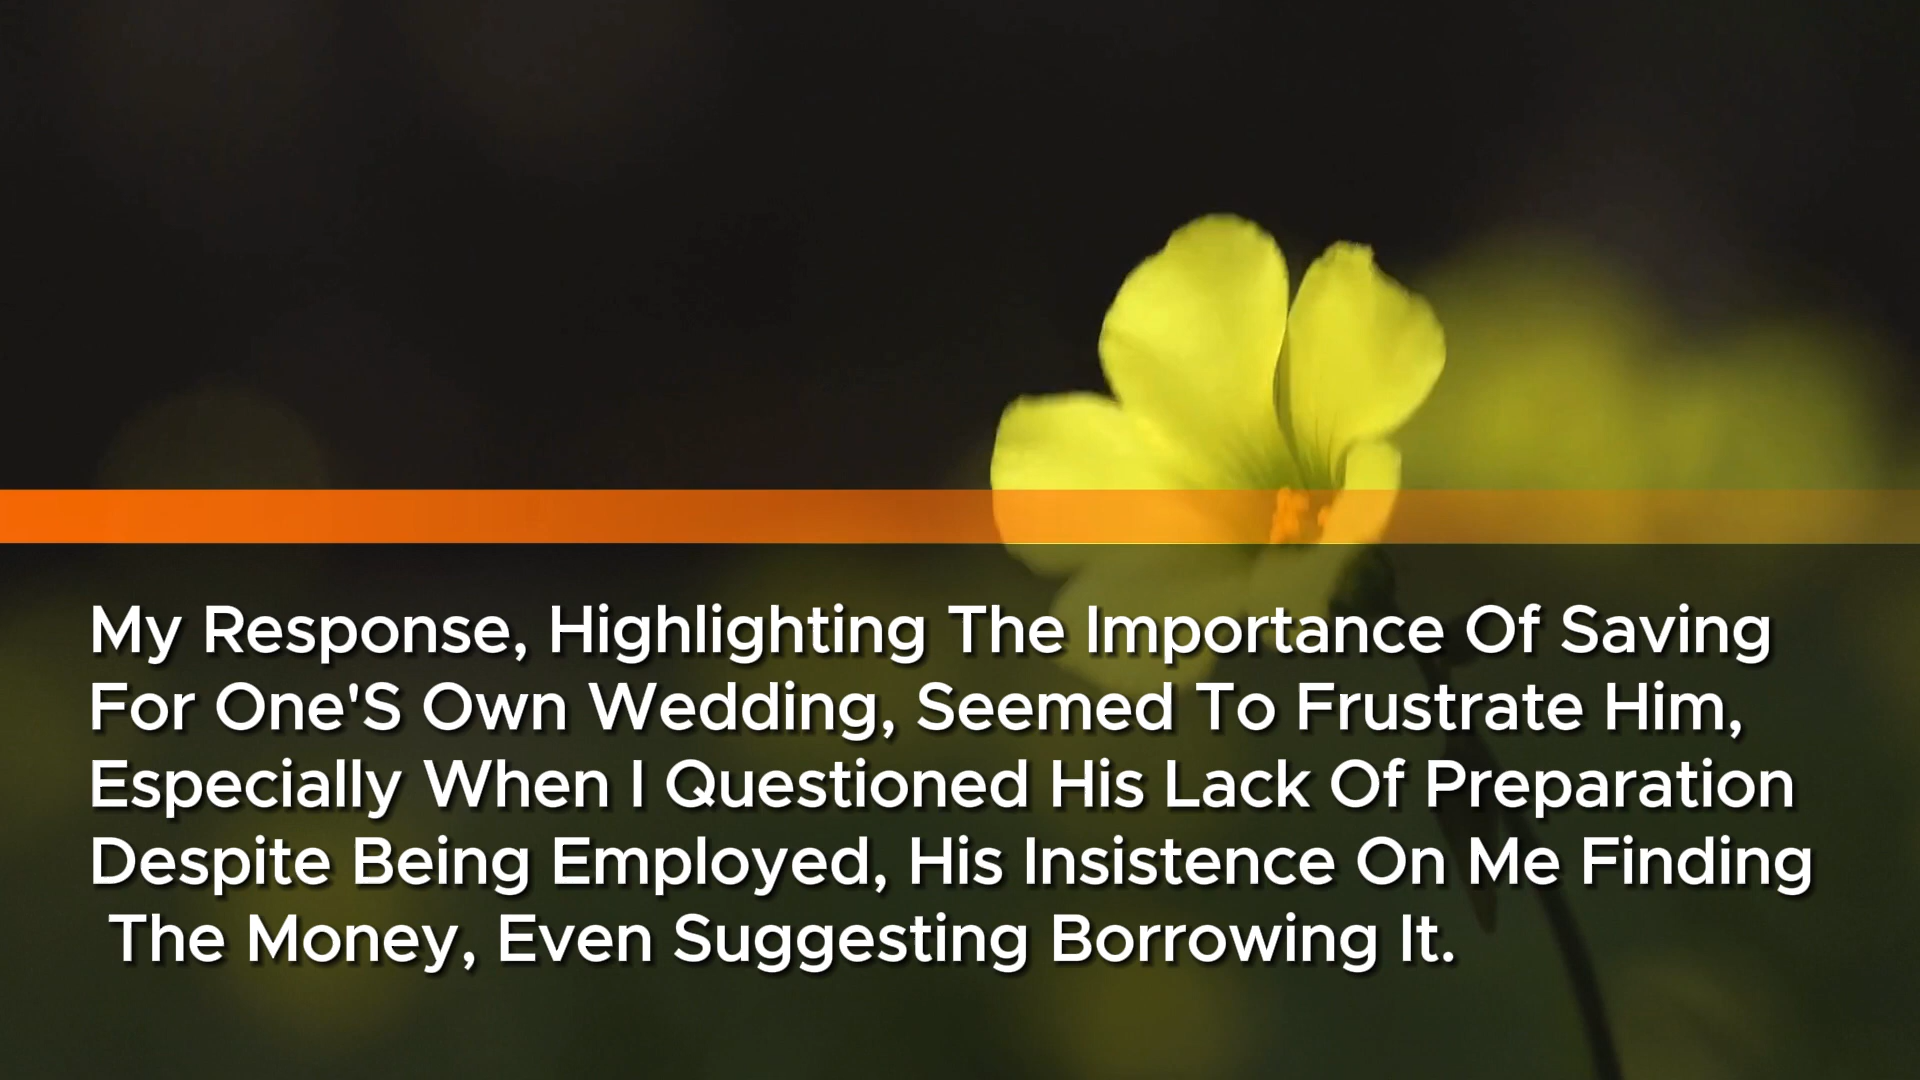 My Response, Highlighting The Importance Of Saving
For One'S Own Wedding, Seemed To Frustrate Him,
Especially When I Questioned His Lack Of Preparation
Despite Being Employed, His Insistence On Me Finding
The Money, Even Suggesting Borrowing It.